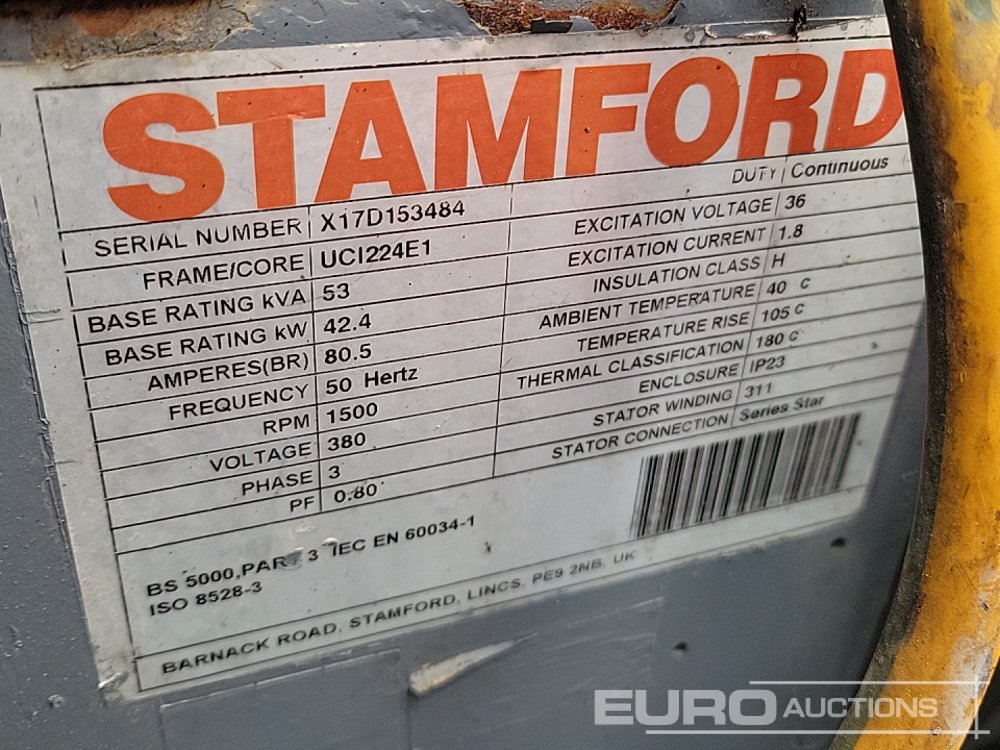 STAMFORD
DUTY Continuous
SERIAL NUMBER X17D153484
FRAME/CORE UCI224E1
BASE RATING kVA 53
BASE RATING kW 42.4
AMPERES(BR) 80.5
FREQUENCY 50 Hertz
RPM 1500
VOLTAGE 380
PHASE 3
PF 0.80
EXCITATION VOLTAGE 36
EXCITATION CURRENT 1.8
INSULATION CLASS H
AMBIENT TEMPERATURE 40 C
TEMPERATURE RISE 105 C
THERMAL CLASSIFICATION 180 C
ENCLOSURE IP23
STATOR WINDING 311
STATOR CONNECTION Series Star
BS 5000,PART 3 IEC EN 60034-1
ISO 8528-3
BARNACK ROAD, STAMFORD, LINCS, PE9 2NB, UK
EURO AUCTIONS